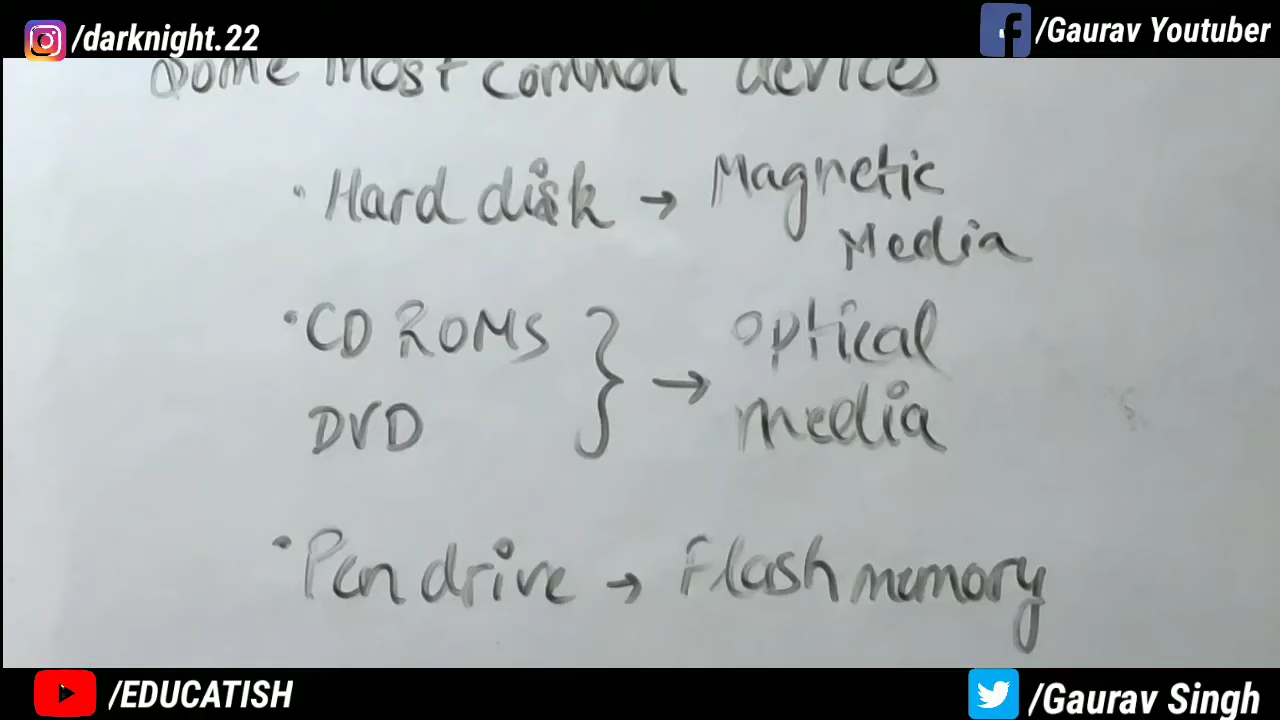 /darknight.22
/Gaurav Youtuber
Some most common devices
• Hard disk → Magnetic
Media
• CD ROMS } → optical
DVD media
• Pen drive → Flash memory
/EDUCATISH
/Gaurav Singh